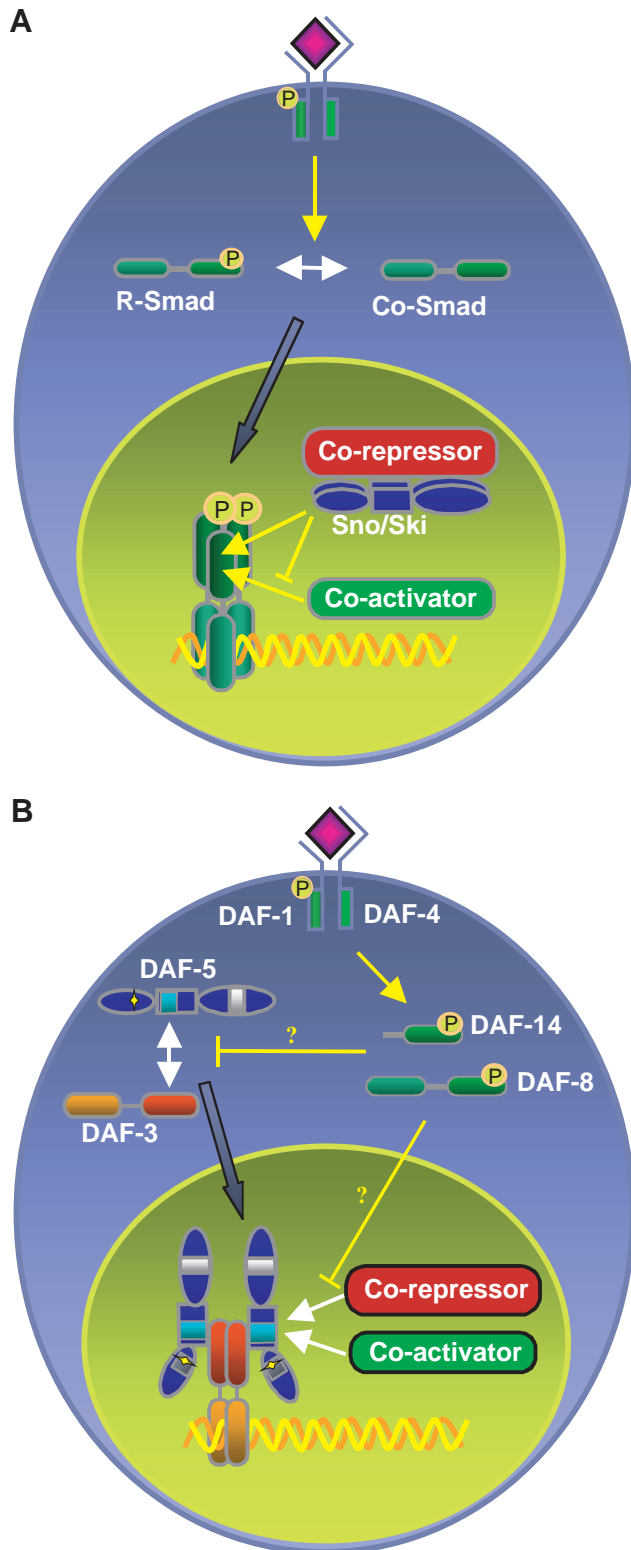 A
P
P
R-Smad
Co-Smad
Co-repressor
P P
Sno/Ski
Co-activator
B
P
DAF-1
DAF-4
DAF-5
P
DAF-14
?
P
DAF-8
DAF-3
?
Co-repressor
Co-activator